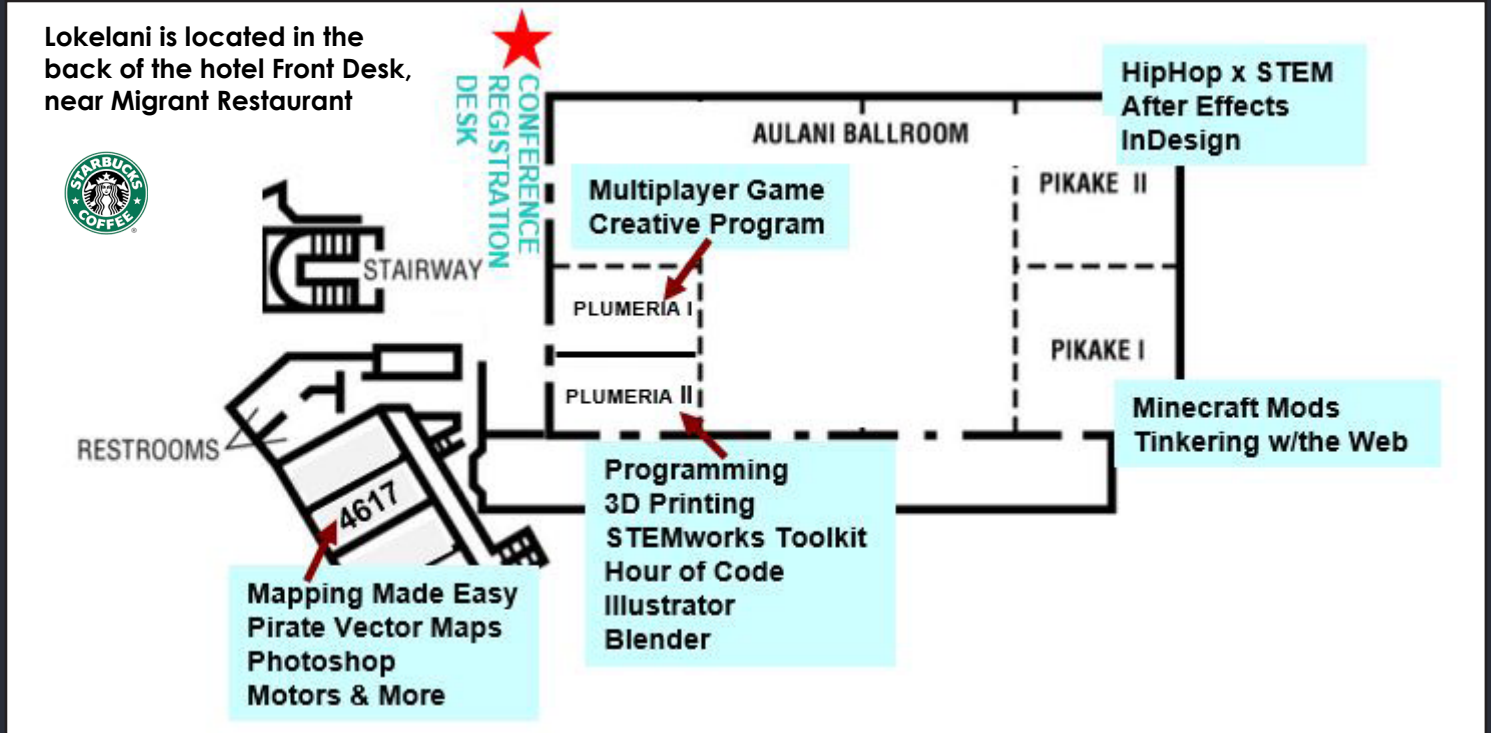 Lokelani is located in the
back of the hotel Front Desk,
near Migrant Restaurant
STARBUCKS
COFFEE
CONFERENCE
REGISTRATION
DESK
AULANI BALLROOM
HipHop x STEM
After Effects
InDesign
PIKAKE II
Multiplayer Game
Creative Program
STAIRWAY
PLUMERIA I
PIKAKE I
PLUMERIA II
Minecraft Mods
Tinkering w/the Web
RESTROOMS
4617
Programming
3D Printing
STEMworks Toolkit
Hour of Code
Illustrator
Blender
Mapping Made Easy
Pirate Vector Maps
Photoshop
Motors & More